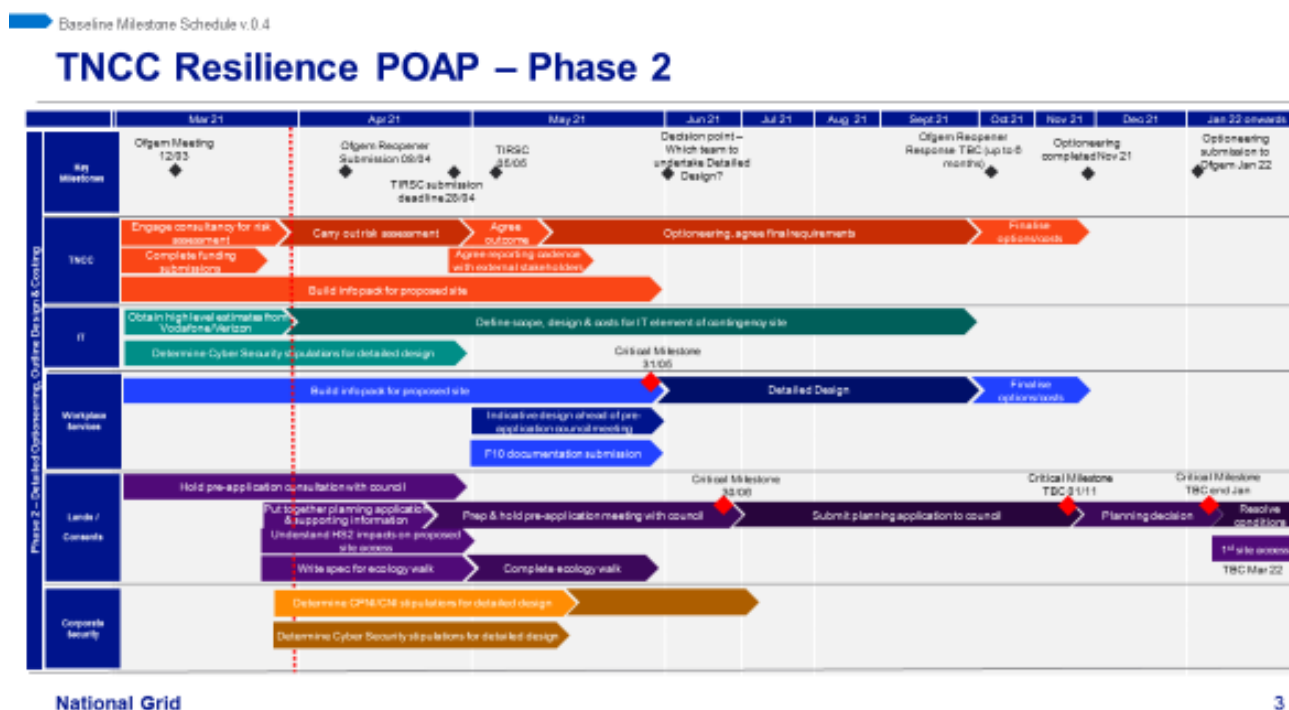 Baseline Milestone Schedule v.0.4
TNCC Resilience POAP – Phase 2
Mar 21
Apr 21
May 21
Jun 21
Jul 21
Aug 21
Sept 21
Oct 21
Nov 21
Dec 21
Jan 22 onwards
Phase 2 – Detailed Optioneering, Outline Design & Costing
Key
Milestones
Ofgem Meeting
12/03
Ofgem Reopener
Submission 09/04
TIRSC submission
deadline 28/04
TIRSC
05/05
Decision point –
Which team to
undertake Detailed
Design?
Ofgem Reopener
Response TBC (up to 6
months)
Optioneering
completed Nov 21
Optioneering
submission to
Ofgem Jan 22
TNCC
Engage consultancy for risk
assessment
Carry out risk assessment
Agree
outcome
Optioneering, agree final requirements
Finalise
options/costs
Complete funding
submissions
Agree reporting cadence
with external stakeholders
Build info pack for proposed site
IT
Obtain high level estimates from
Vodafone/Verizon
Define scope, design & costs for IT element of contingency site
Determine Cyber Security stipulations for detailed design
Critical Milestone
31/05
Workplace
Services
Build info pack for proposed site
Detailed Design
Finalise
options/costs
Indicative design ahead of pre-
application council meeting
F10 documentation submission
Lands /
Consents
Hold pre-application consultation with council
Critical Milestone
30/06
Critical Milestone
TBC 01/11
Critical Milestone
TBC end Jan
Put together planning application
& supporting information
Prep & hold pre-application meeting with council
Submit planning application to council
Planning decision
Resolve
conditions
Understand HS2 impacts on proposed
site access
1st site access
TBC Mar 22
Write spec for ecology walk
Complete ecology walk
Corporate
Security
Determine CPNI/CNI stipulations for detailed design
Determine Cyber Security stipulations for detailed design
National Grid
3